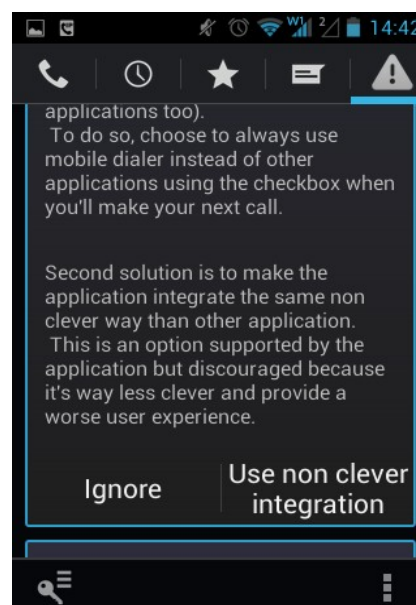 W1
2
14:42
applications too).
To do so, choose to always use
mobile dialer instead of other
applications using the checkbox when
you'll make your next call.
Second solution is to make the
application integrate the same non
clever way than other application.
This is an option supported by the
application but discouraged because
it's way less clever and provide a
worse user experience.
Ignore
Use non clever
integration